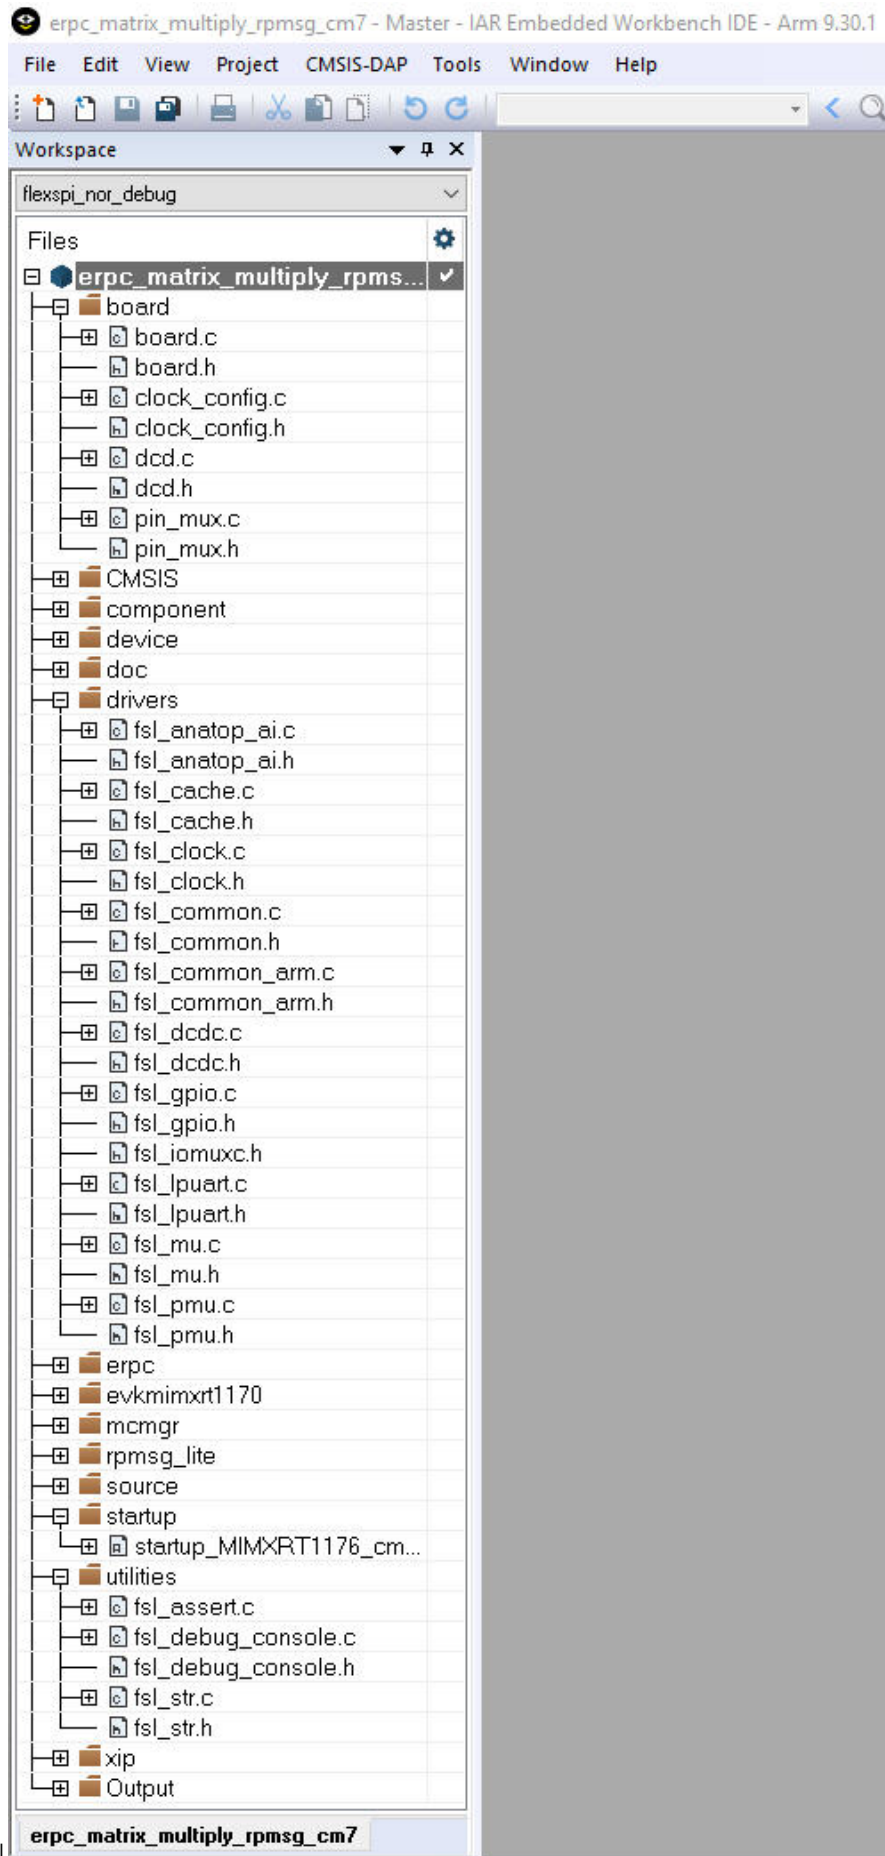 erpc_matrix_multiply_rpmsg_cm7 - Master - IAR Embedded Workbench IDE - Arm 9.30.1
File Edit View Project CMSIS-DAP Tools Window Help
Workspace
flexspi_nor_debug
Files
erpc_matrix_multiply_rpms...
board
board.c
board.h
clock_config.c
clock_config.h
dcd.c
dcd.h
pin_mux.c
pin_mux.h
CMSIS
component
device
doc
drivers
fsl_anatop_ai.c
fsl_anatop_ai.h
fsl_cache.c
fsl_cache.h
fsl_clock.c
fsl_clock.h
fsl_common.c
fsl_common.h
fsl_common_arm.c
fsl_common_arm.h
fsl_dcdc.c
fsl_dcdc.h
fsl_gpio.c
fsl_gpio.h
fsl_iomuxc.h
fsl_lpuart.c
fsl_lpuart.h
fsl_mu.c
fsl_mu.h
fsl_pmu.c
fsl_pmu.h
erpc
evkmimxrt1170
mcmgr
rpmsg_lite
source
startup
startup_MIMXRT1176_cm...
utilities
fsl_assert.c
fsl_debug_console.c
fsl_debug_console.h
fsl_str.c
fsl_str.h
xip
Output
erpc_matrix_multiply_rpmsg_cm7